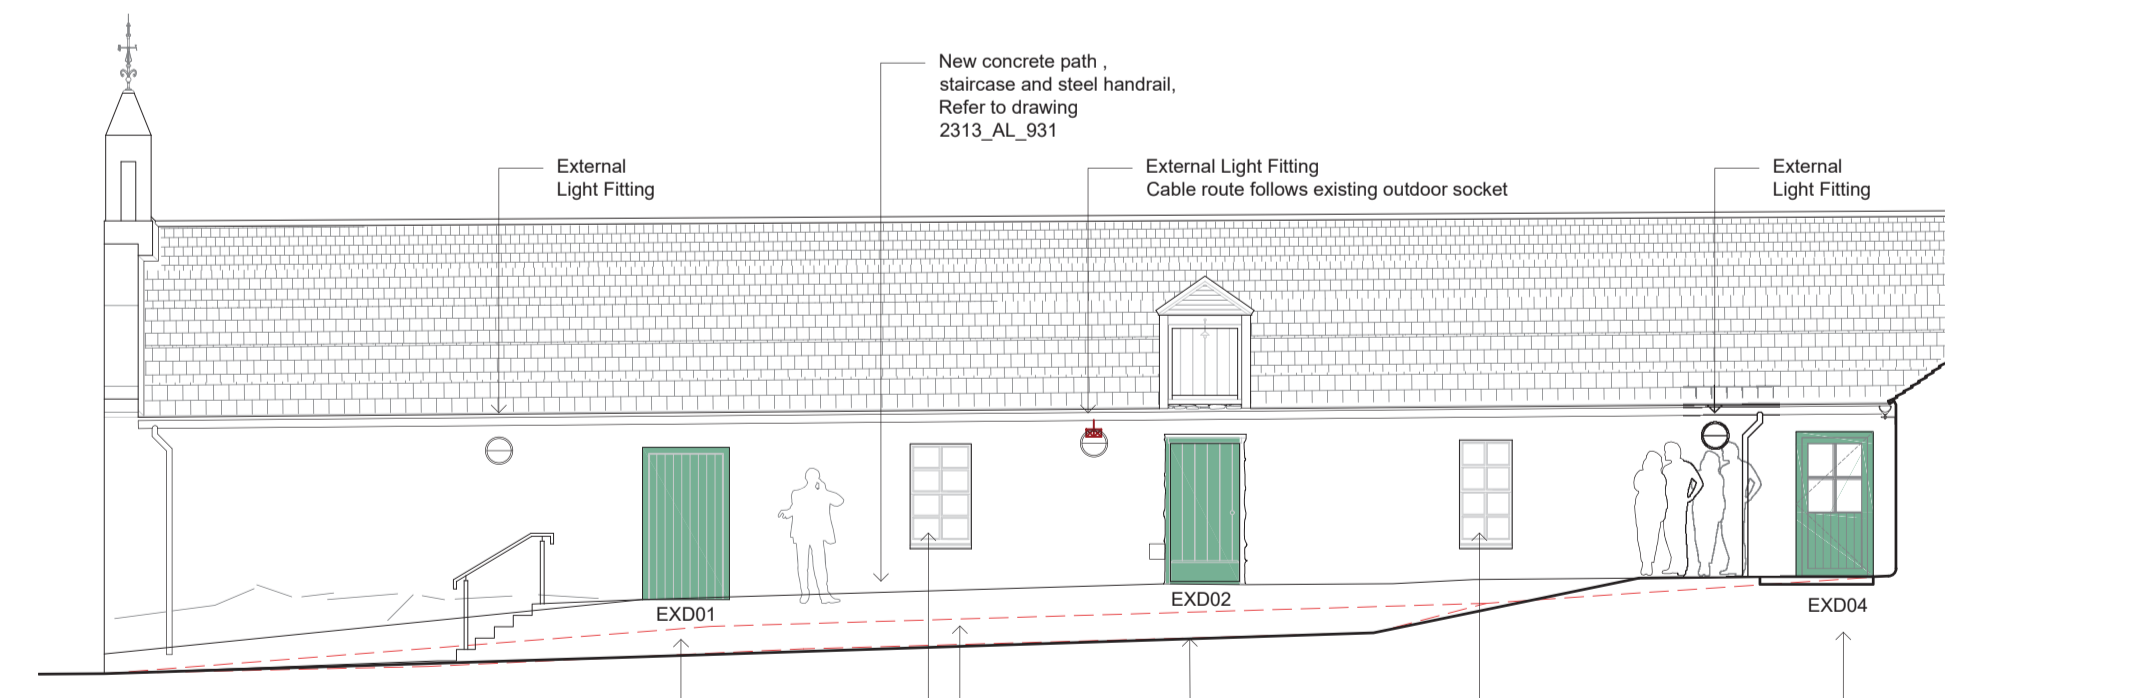 New concrete path ,
staircase and steel handrail,
Refer to drawing
2313_AL_931
External
Light Fitting
External Light Fitting
Cable route follows existing outdoor socket
External
Light Fitting
EXD01
EXD02
EXD04